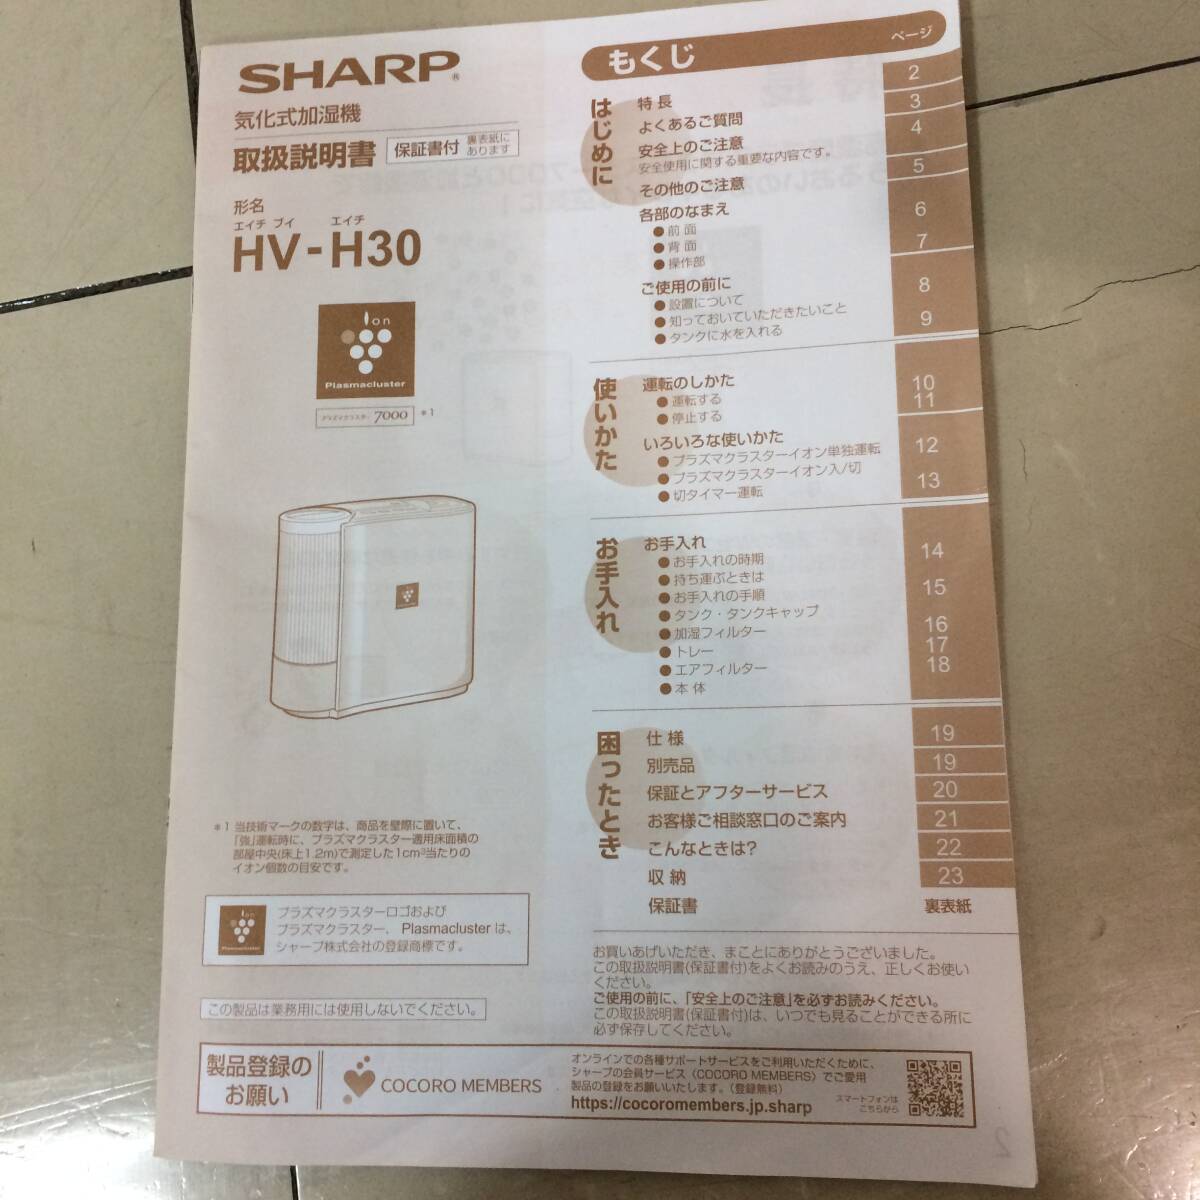 SHARP®
気化式加湿機
取扱説明書 保証書付 裏表紙にあります
形名
エイチ ブイ エイチ
HV-H30
Ion
Plasmacluster
プラズマクラスター 7000 *1
*1 当技術マークの数字は、商品を壁際に置いて、
「強」運転時に、プラズマクラスター適用床面積の
部屋中央(床上1.2m)で測定した1cm³当たりの
イオン個数の目安です。
Ion
Plasmacluster
プラズマクラスターロゴおよび
プラズマクラスター、Plasmacluster は、
シャープ株式会社の登録商標です。
この製品は業務用には使用しないでください。
もくじ ページ
はじめに
特長 2
よくあるご質問 3
安全上のご注意 4
安全使用に関する重要な内容です。
その他のご注意 5
各部のなまえ 6
●前面
●背面 7
●操作部
ご使用の前に 8
●設置について
●知っておいていただきたいこと 9
●タンクに水を入れる
使いかた
運転のしかた 10
●運転する 11
●停止する
いろいろな使いかた 12
●プラズマクラスターイオン単独運転
●プラズマクラスターイオン入/切 13
●切タイマー運転
お手入れ
お手入れ 14
●お手入れの時期
●持ち運ぶときは 15
●お手入れの手順
●タンク・タンクキャップ 16
●加湿フィルター 17
●トレー 18
●エアフィルター
●本体
困ったとき
仕様 19
別売品 19
保証とアフターサービス 20
お客様ご相談窓口のご案内 21
こんなときは? 22
収納 23
保証書 裏表紙
お買いあげいただき、まことにありがとうございました。
この取扱説明書(保証書付)をよくお読みのうえ、正しくお使い
ください。
ご使用の前に、「安全上のご注意」を必ずお読みください。
この取扱説明書(保証書付)は、いつでも見ることができる所に
必ず保存してください。
製品登録の
お願い
COCORO MEMBERS
オンラインでの各種サポートサービスをご利用いただくために、
シャープの会員サービス〈COCORO MEMBERS〉でご愛用
製品の登録をお願いいたします。(登録無料)
https://cocoromembers.jp.sharp
スマートフォンは
こちらから